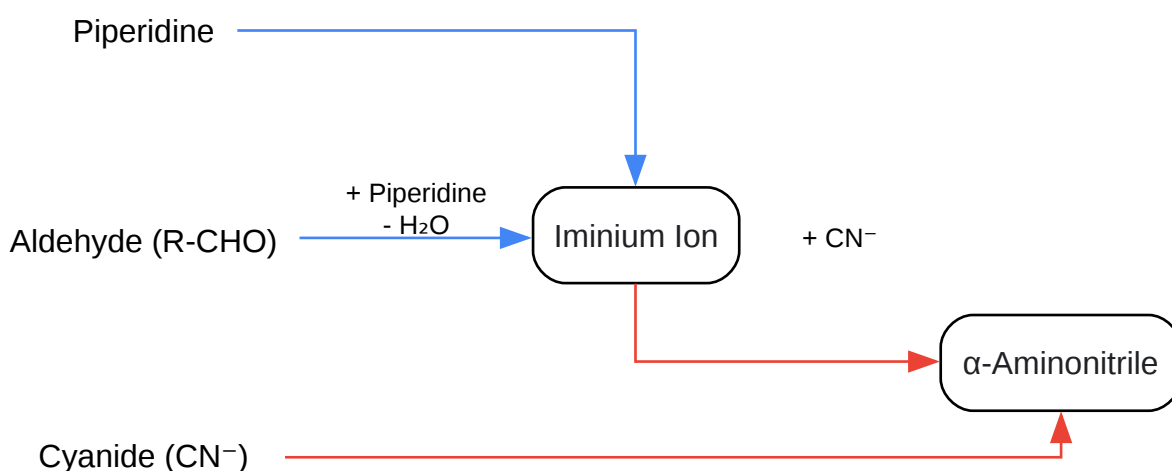 Piperidine
+ Piperidine
- H₂O
Aldehyde (R-CHO)
Iminium Ion
+ CN⁻
α-Aminonitrile
Cyanide (CN⁻)